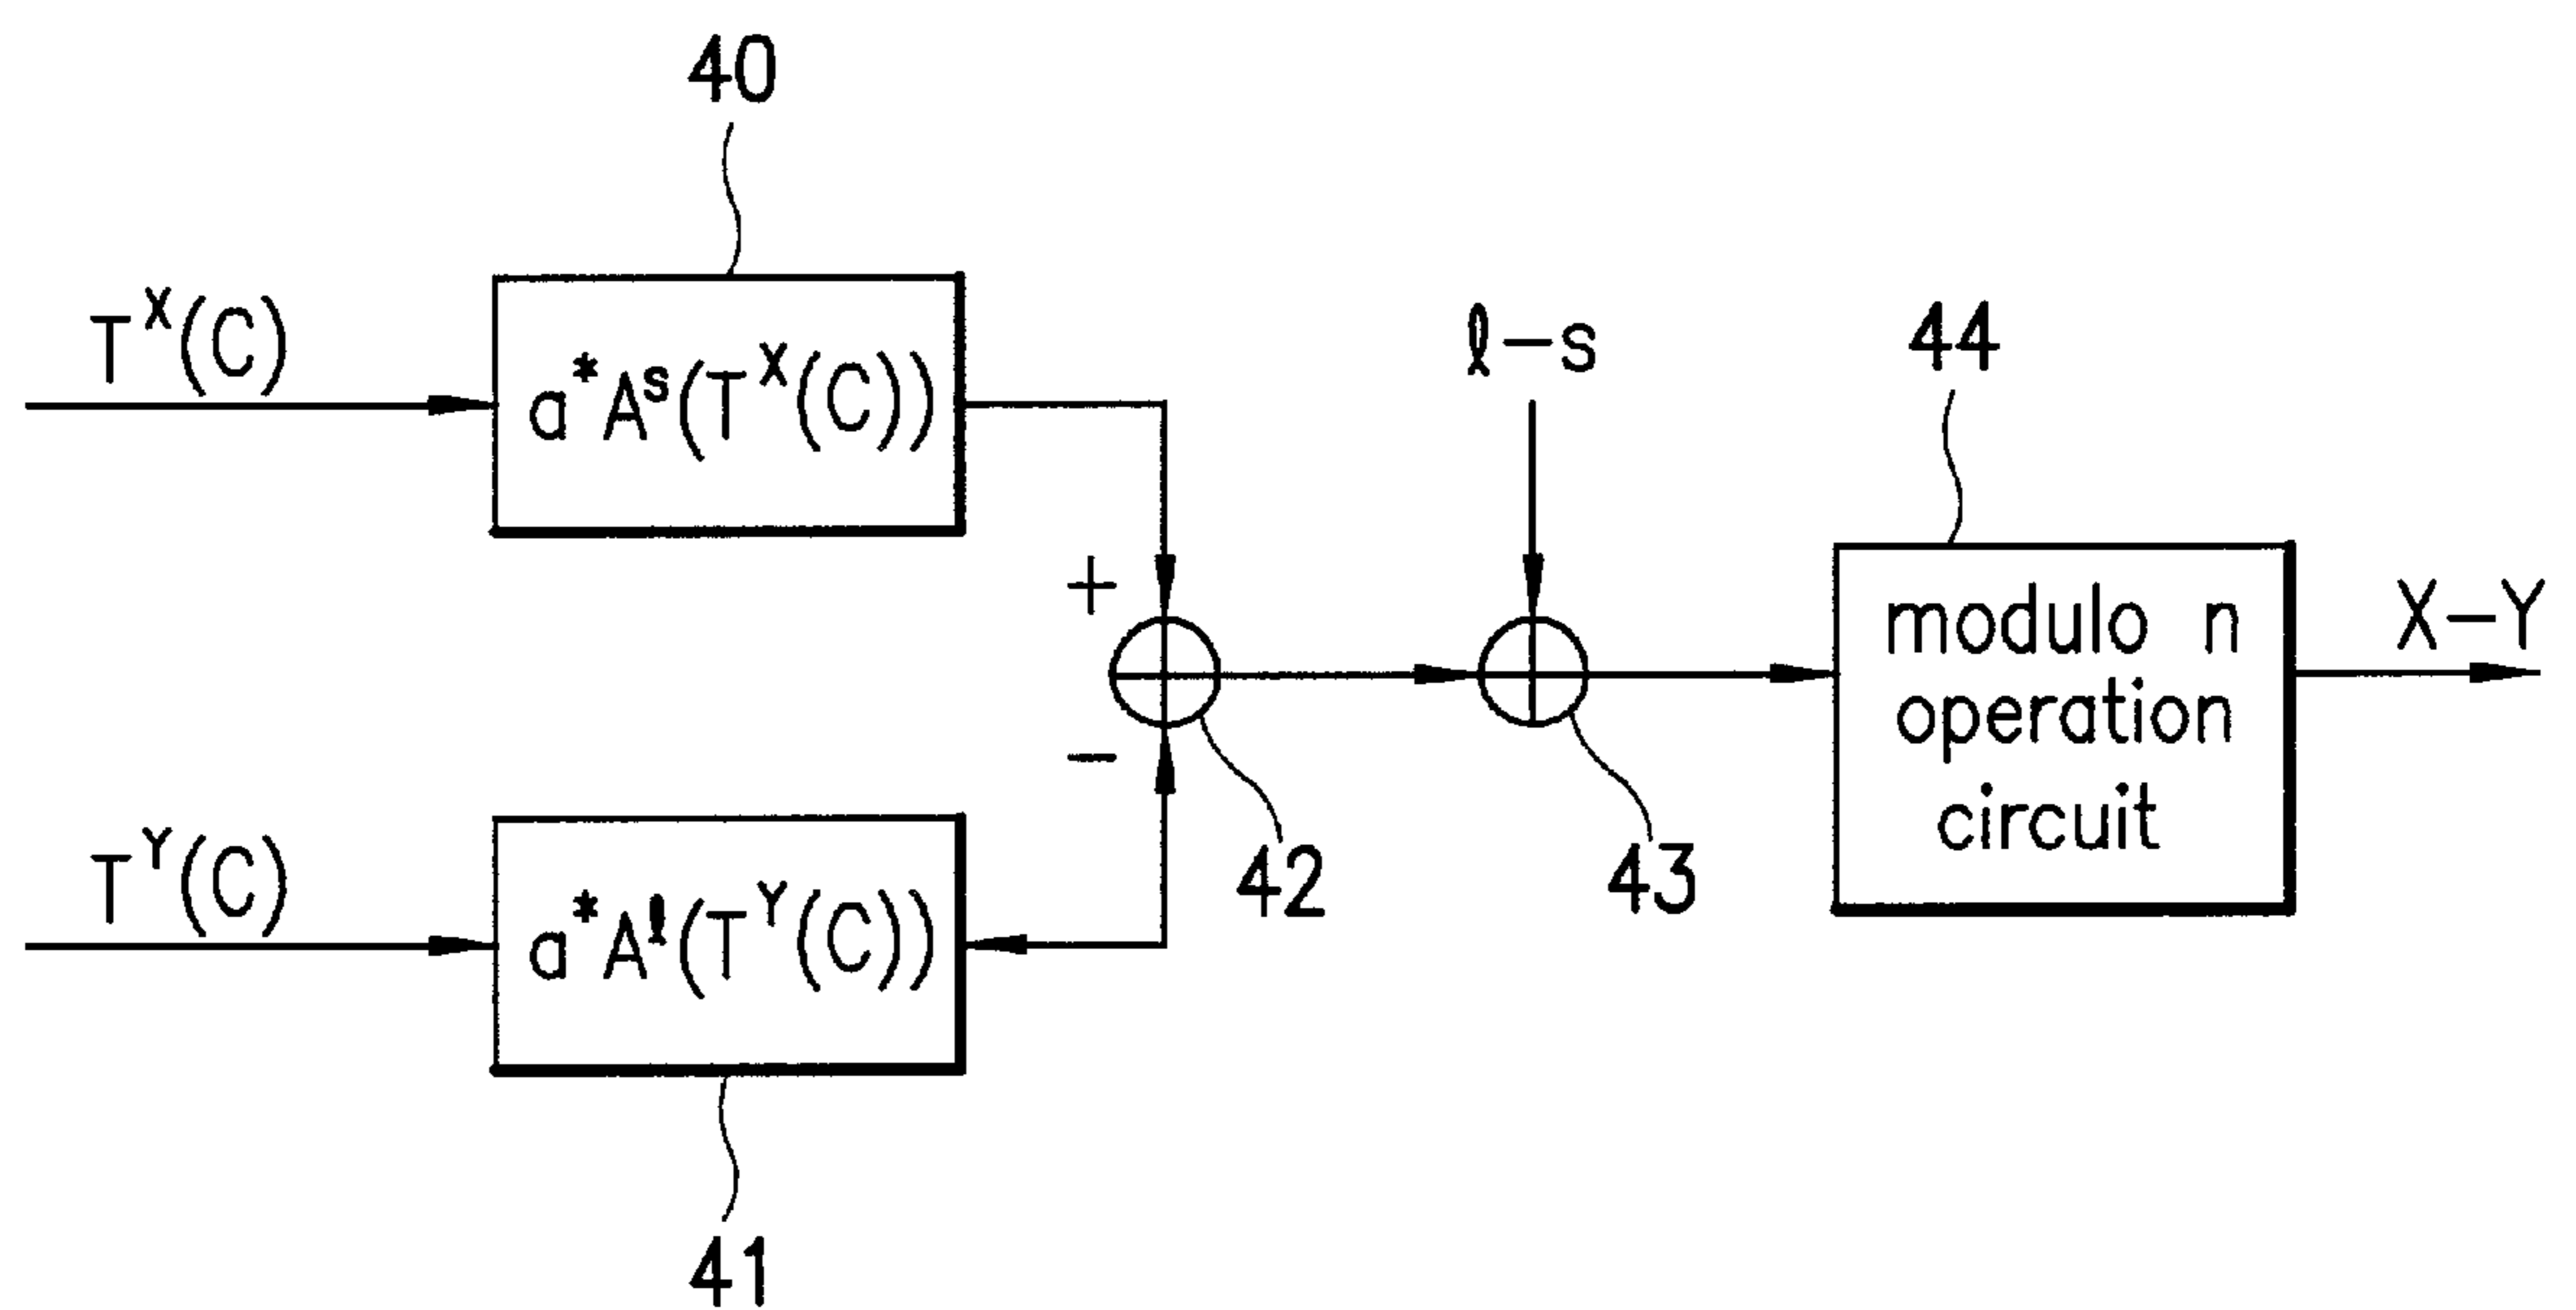 40
T^X(C)
a*A^s(T^X(C))
ℓ-s
44
+
modulo n
operation
circuit
X-Y
-
42
43
T^Y(C)
a*A^ℓ(T^Y(C))
41